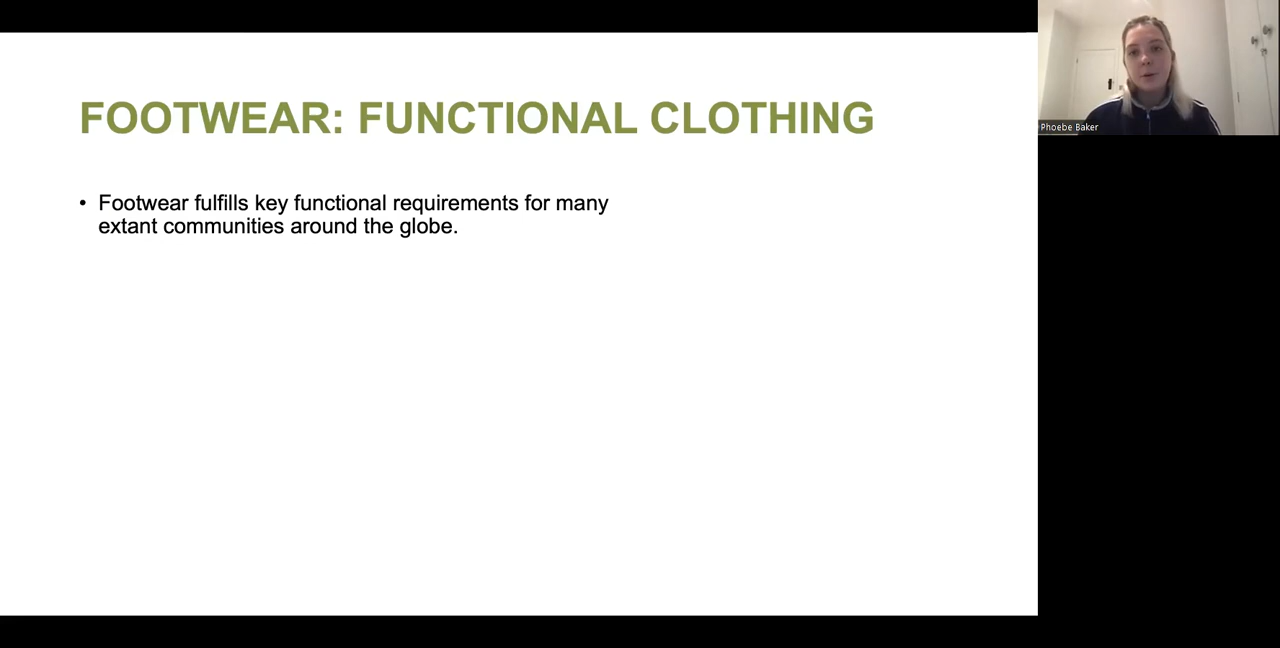 FOOTWEAR: FUNCTIONAL CLOTHING
• Footwear fulfills key functional requirements for many
extant communities around the globe.
Phoebe Baker